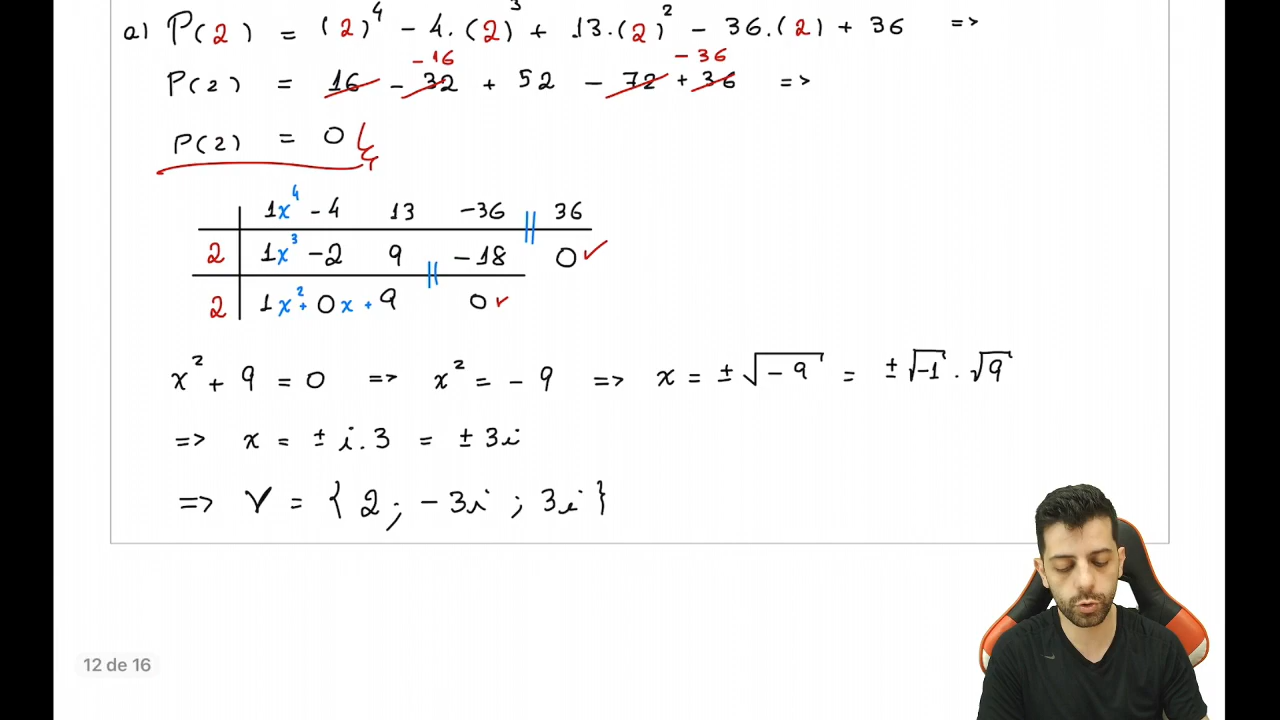 a) P(2) = (2)⁴ - 4.(2)³ + 13.(2)² - 36.(2) + 36 =>
-16 -36
P(2) = 16 - 32 + 52 - 72 + 36 =>
P(2) = 0
1x⁴ -4 13 -36 || 36
2 1x³ -2 9 || -18 0 ✓
2 1x² + 0x + 9 0 ✓
x² + 9 = 0 => x² = -9 => x = ±√-9 = ±√-1 . √9
=> x = ± i.3 = ± 3i
=> V = { 2 ; -3i ; 3i }
12 de 16